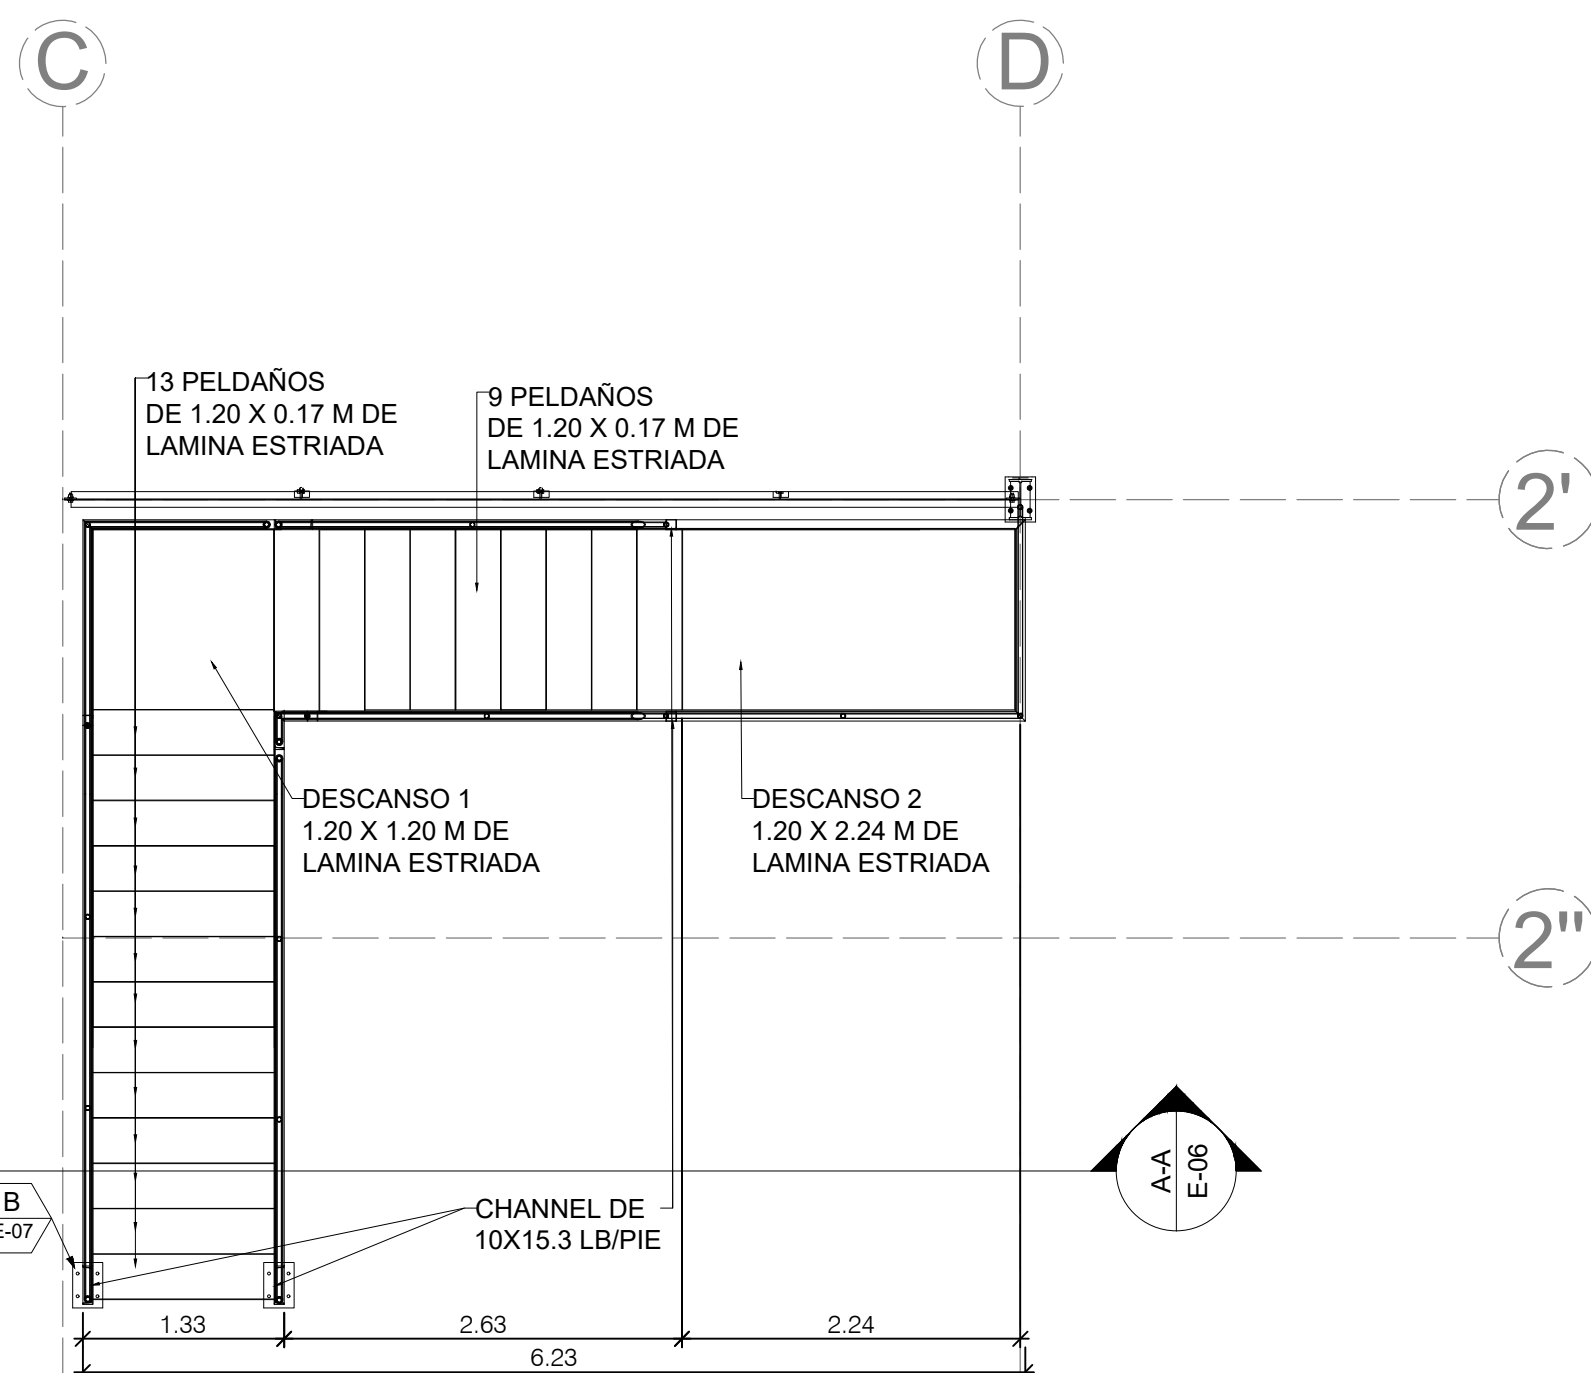 C
D
13 PELDAÑOS
DE 1.20 X 0.17 M DE
LAMINA ESTRIADA
9 PELDAÑOS
DE 1.20 X 0.17 M DE
LAMINA ESTRIADA
2'
DESCANSO 1
1.20 X 1.20 M DE
LAMINA ESTRIADA
DESCANSO 2
1.20 X 2.24 M DE
LAMINA ESTRIADA
2"
A-A
E-06
B
E-07
CHANNEL DE
10X15.3 LB/PIE
1.33
2.63
2.24
6.23